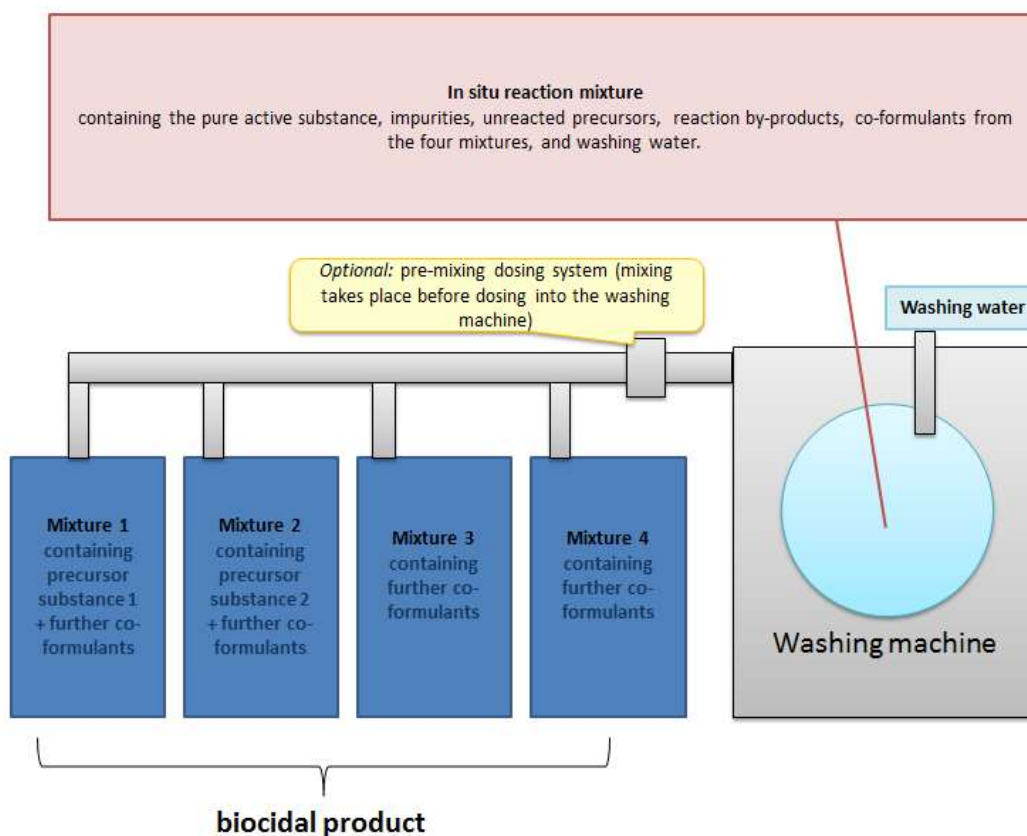 In situ reaction mixture
containing the pure active substance, impurities, unreacted precursors, reaction by-products, co-formulants from
the four mixtures, and washing water.
Optional: pre-mixing dosing system (mixing
takes place before dosing into the washing
machine)
Washing water
Mixture 1
containing
precursor
substance 1
+ further co-
formulants
Mixture 2
containing
precursor
substance 2
+ further co-
formulants
Mixture 3
containing
further co-
formulants
Mixture 4
containing
further co-
formulants
Washing machine
biocidal product